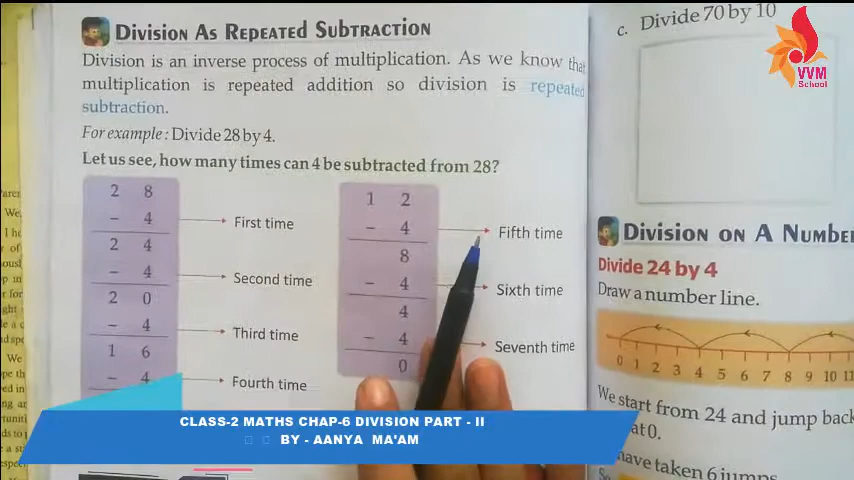 DIVISION AS REPEATED SUBTRACTION
Division is an inverse process of multiplication. As we know that
multiplication is repeated addition so division is repeated
subtraction.
For example : Divide 28 by 4.
Let us see, how many times can 4 be subtracted from 28?
2 8
- 4 First time
2 4
- 4 Second time
2 0
- 4 Third time
1 6
- 4 Fourth time
1 2
- 4 Fifth time
8
- 4 Sixth time
4
- 4 Seventh time
0
c. Divide 70 by 10
VVM
School
DIVISION ON A NUMBER
Divide 24 by 4
Draw a number line.
0 1 2 3 4 5 6 7 8 9 10 11
We start from 24 and jump back
at 0.
have taken 6 jumps
So
CLASS-2 MATHS CHAP-6 DIVISION PART - II
BY - AANYA MA'AM